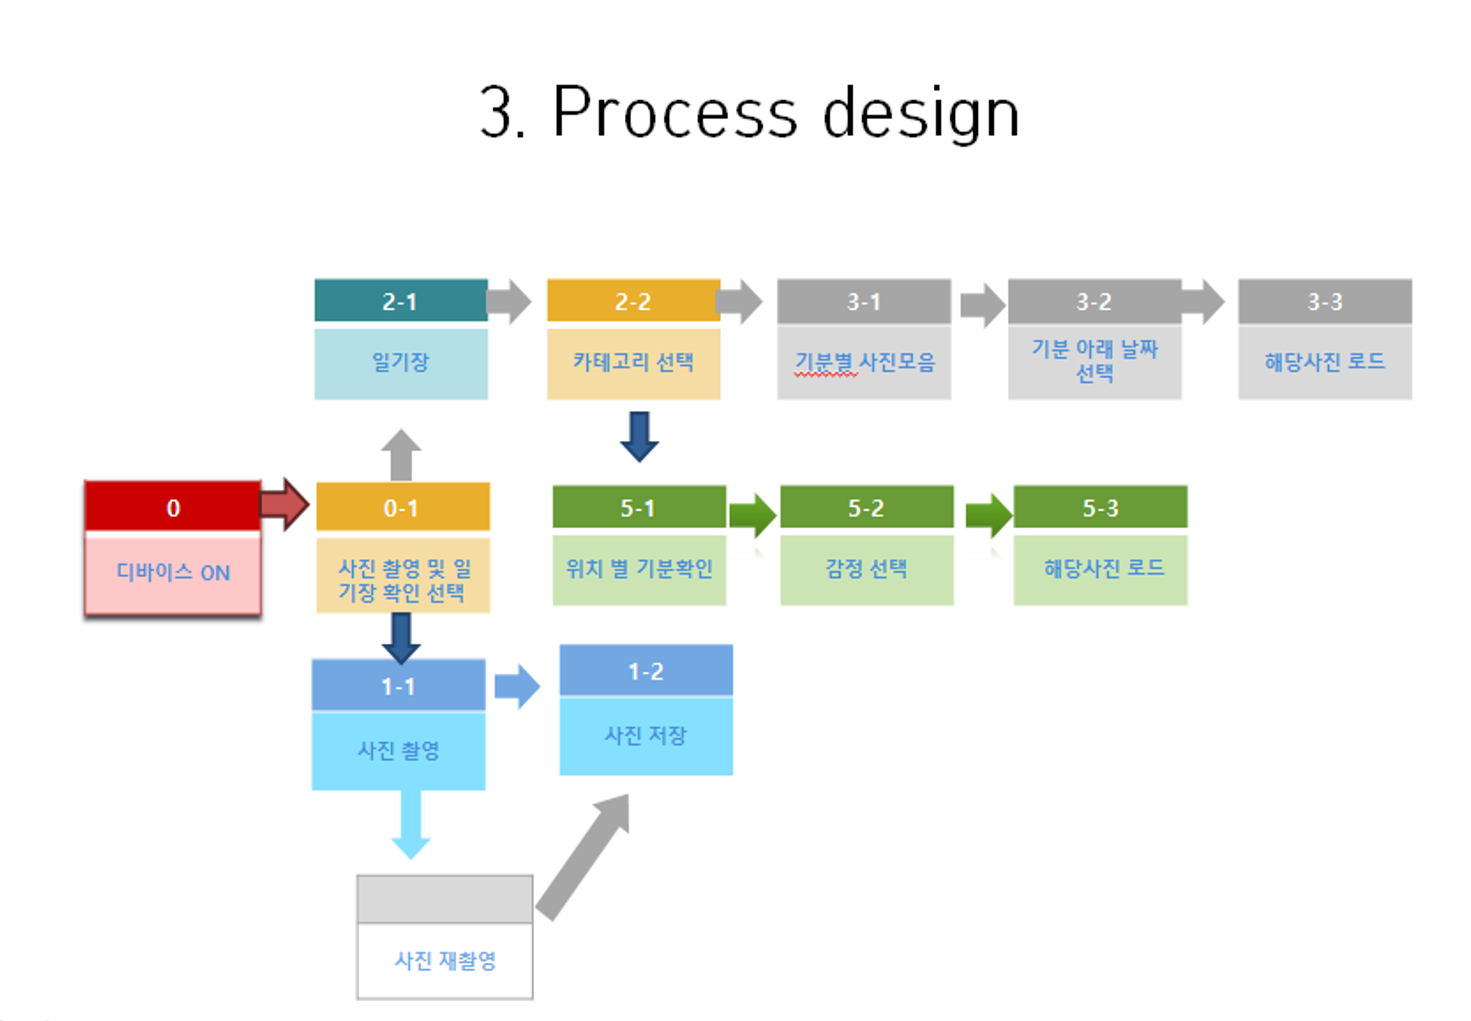 3. Process design
2-1
일기장
2-2
카테고리 선택
3-1
기분별 사진모음
3-2
기분 아래 날짜
선택
3-3
해당사진 로드
0
디바이스 ON
0-1
사진 촬영 및 일
기장 확인 선택
5-1
위치 별 기분확인
5-2
감정 선택
5-3
해당사진 로드
1-1
사진 촬영
1-2
사진 저장
사진 재촬영